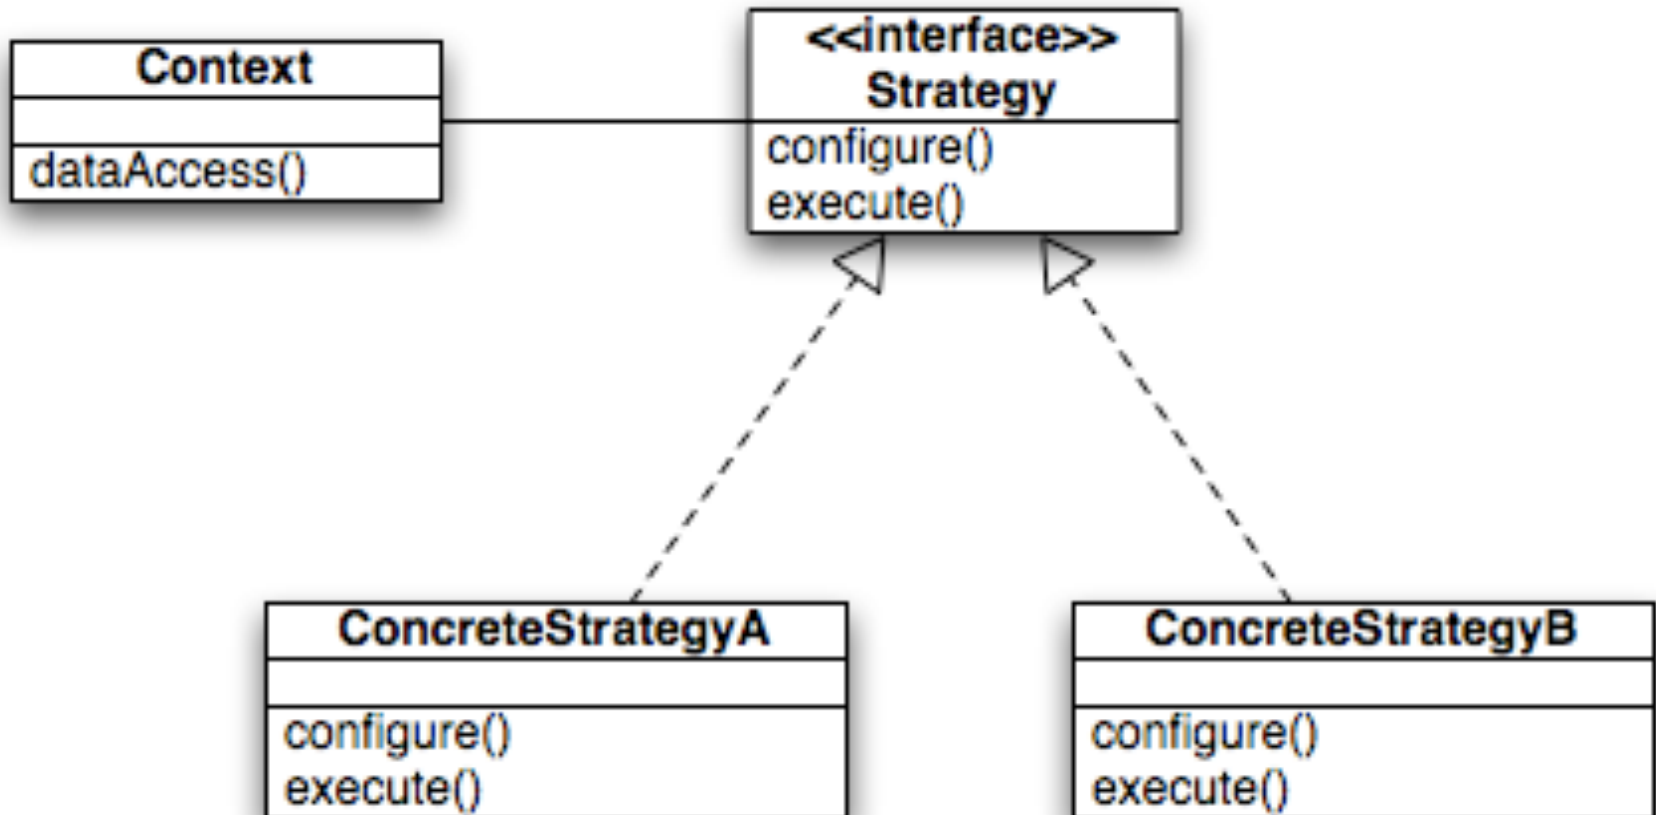 Context
dataAccess()
<<interface>>
Strategy
configure()
execute()
ConcreteStrategyA
configure()
execute()
ConcreteStrategyB
configure()
execute()